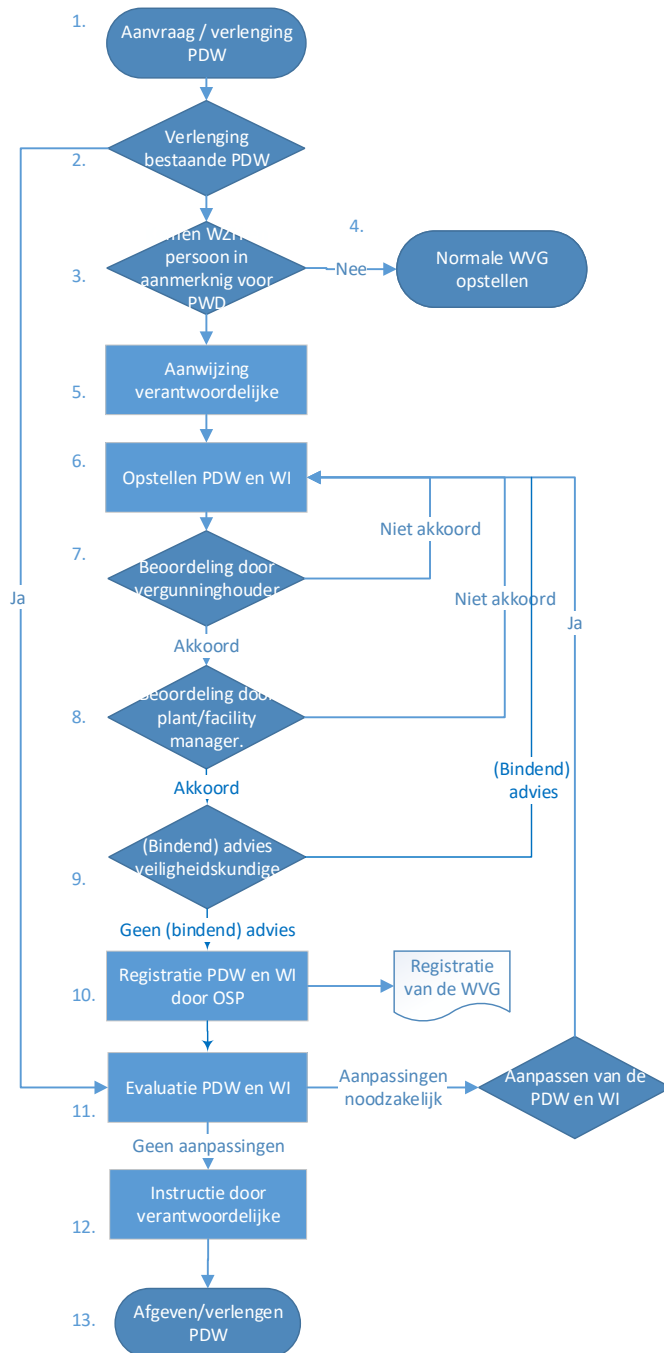 1.
Aanvraag / verlenging
PDW
2.
Verlenging
bestaande PDW
3.
persoon in
aanmerknig voor
PWD
Nee
4.
Normale WVG
opstellen
5.
Aanwijzing
verantwoordelijke
6.
Opstellen PDW en WI
Niet akkoord
7.
Beoordeling door
vergunninghouder
Ja
Niet akkoord
Ja
Akkoord
8.
Beoordeling door
plant/facility
manager.
(Bindend)
advies
Akkoord
9.
(Bindend) advies
veiligheidskundige
Geen (bindend) advies
10.
Registratie PDW en WI
door OSP
Registratie
van de WVG
11.
Evaluatie PDW en WI
Aanpassingen
noodzakelijk
Aanpassen van de
PDW en WI
Geen aanpassingen
12.
Instructie door
verantwoordelijke
13.
Afgeven/verlengen
PDW